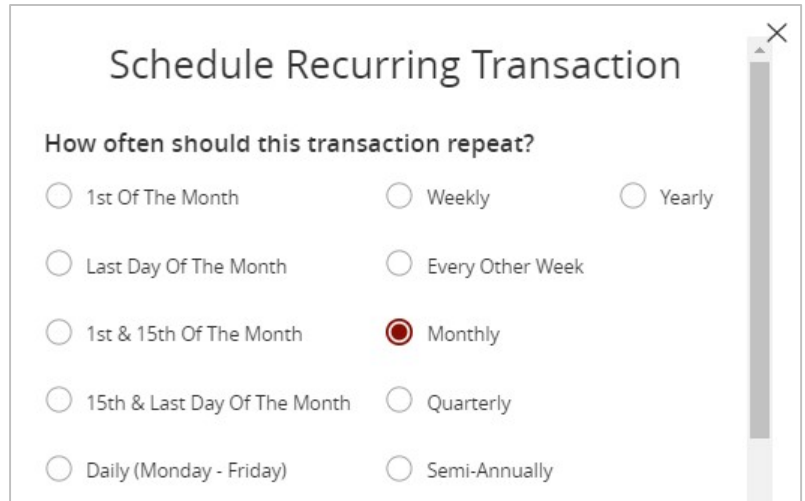 Schedule Recurring Transaction
How often should this transaction repeat?
1st Of The Month
Weekly
Yearly
Last Day Of The Month
Every Other Week
1st & 15th Of The Month
Monthly
15th & Last Day Of The Month
Quarterly
Daily (Monday - Friday)
Semi-Annually